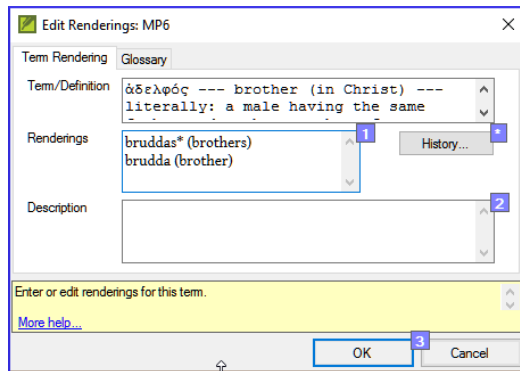 Edit Renderings: MP6
Term Rendering
Glossary
Term/Definition
ἀδελφός --- brother (in Christ) ---
literally: a male having the same
Renderings
bruddas* (brothers)
brudda (brother)
1
History...
*
Description
2
Enter or edit renderings for this term.
More help...
OK
3
Cancel